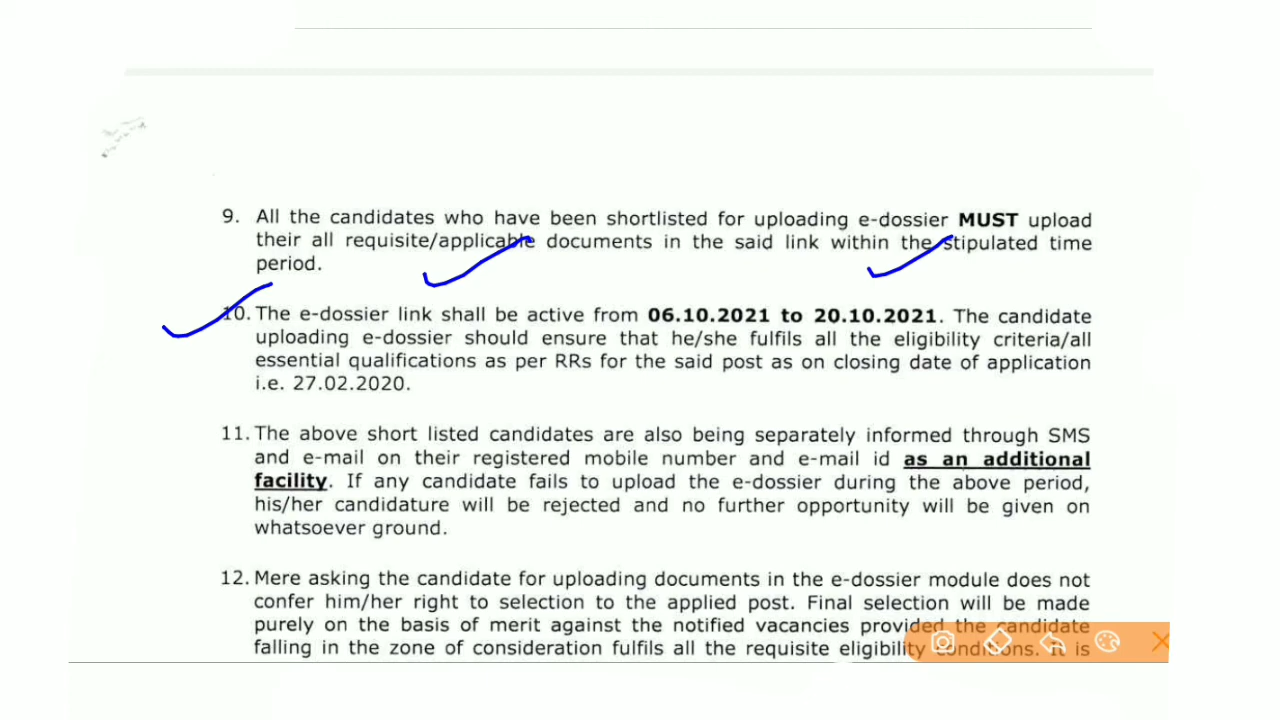 9. All the candidates who have been shortlisted for uploading e-dossier MUST upload
their all requisite/applicable documents in the said link within the stipulated time
period.
10. The e-dossier link shall be active from 06.10.2021 to 20.10.2021. The candidate
uploading e-dossier should ensure that he/she fulfils all the eligibility criteria/all
essential qualifications as per RRs for the said post as on closing date of application
i.e. 27.02.2020.
11. The above short listed candidates are also being separately informed through SMS
and e-mail on their registered mobile number and e-mail id as an additional
facility. If any candidate fails to upload the e-dossier during the above period,
his/her candidature will be rejected and no further opportunity will be given on
whatsoever ground.
12. Mere asking the candidate for uploading documents in the e-dossier module does not
confer him/her right to selection to the applied post. Final selection will be made
purely on the basis of merit against the notified vacancies provided the candidate
falling in the zone of consideration fulfils all the requisite eligibility conditions. It is